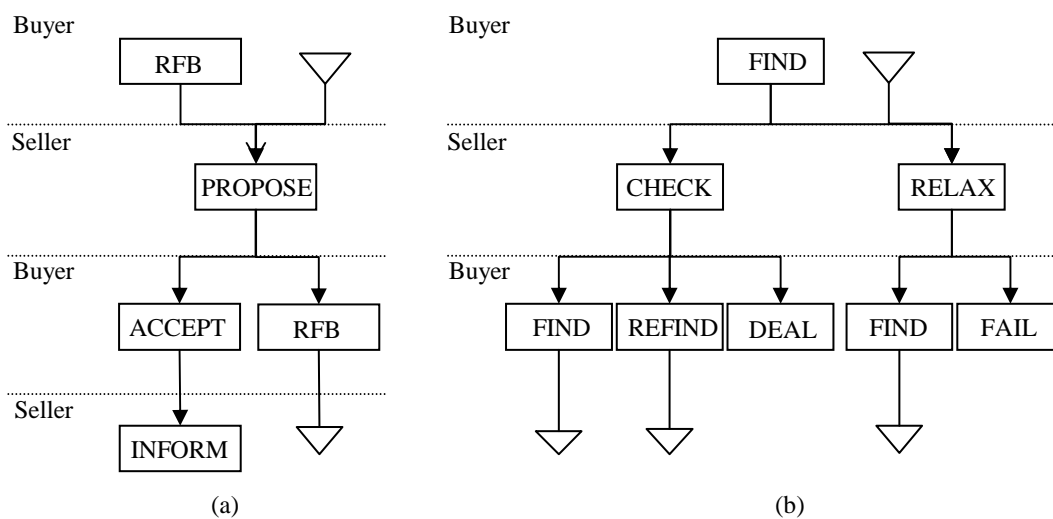 Buyer
RFB
Seller
PROPOSE
Buyer
ACCEPT
RFB
Seller
INFORM
(a)
Buyer
FIND
Seller
CHECK
RELAX
Buyer
FIND
REFIND
DEAL
FIND
FAIL
(b)